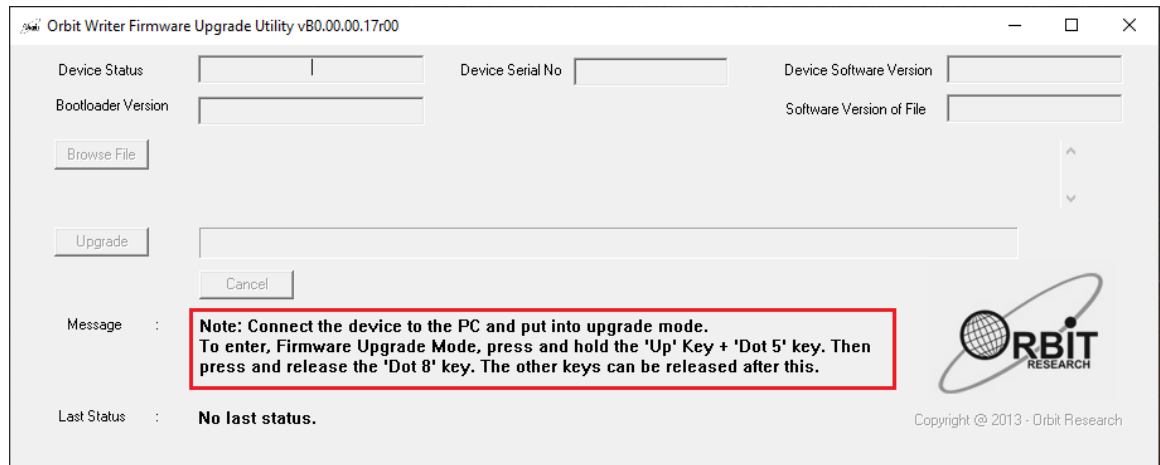 Orbit Writer Firmware Upgrade Utility vB0.00.00.17r00
Device Status
Device Serial No
Device Software Version
Bootloader Version
Software Version of File
Browse File
Upgrade
Cancel
Message :
Note: Connect the device to the PC and put into upgrade mode.
To enter, Firmware Upgrade Mode, press and hold the 'Up' Key + 'Dot 5' key. Then
press and release the 'Dot 8' key. The other keys can be released after this.
ORBIT
RESEARCH
Last Status :
No last status.
Copyright @ 2013 - Orbit Research